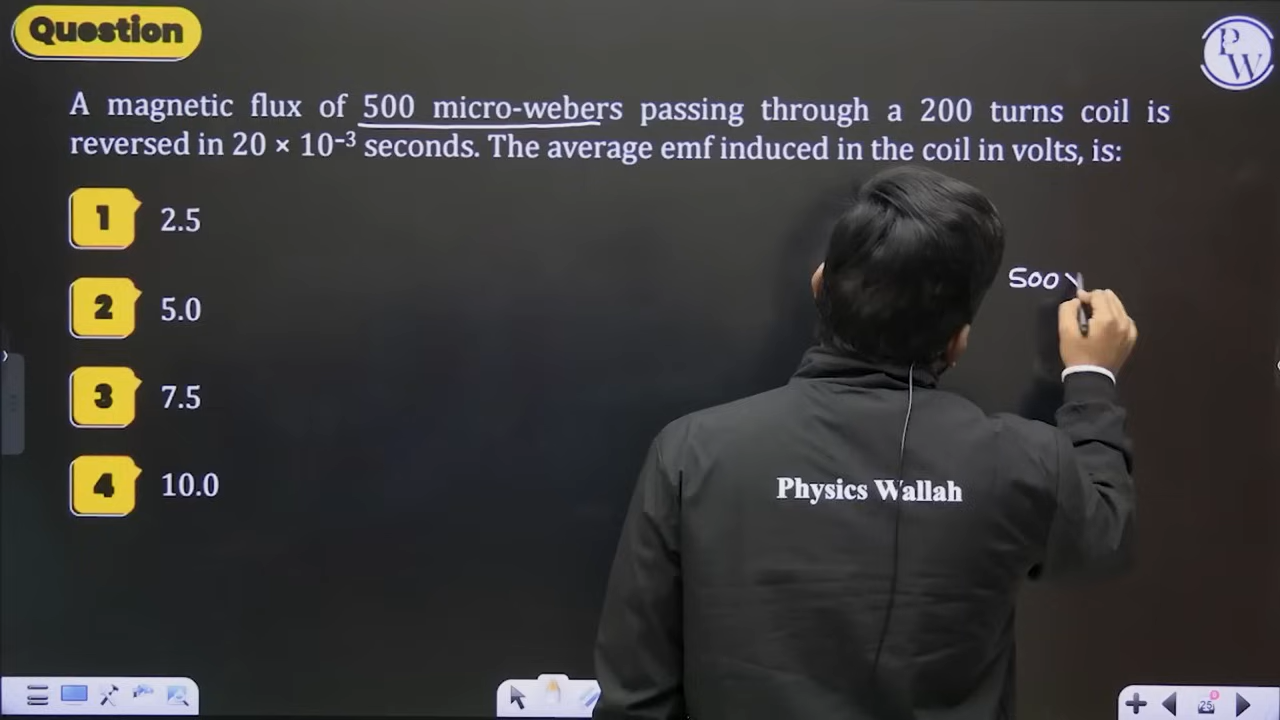 Question
PW
A magnetic flux of 500 micro-webers passing through a 200 turns coil is
reversed in 20 × 10⁻³ seconds. The average emf induced in the coil in volts, is:
1 2.5
2 5.0
3 7.5
4 10.0
500 ×
Physics Wallah
25